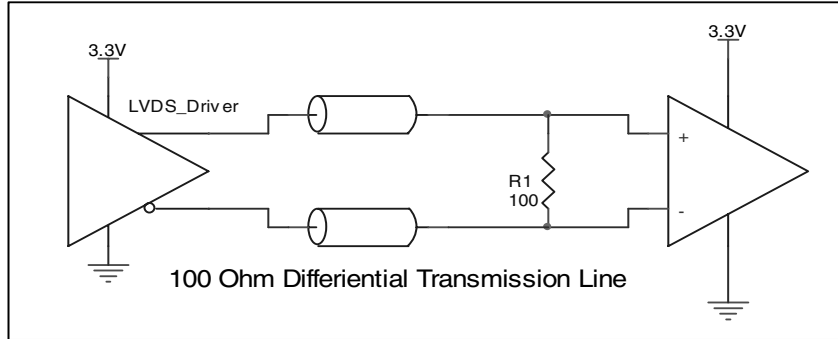 3.3V
3.3V
LVDS_Driver
+
R1
100
-
100 Ohm Differiential Transmission Line